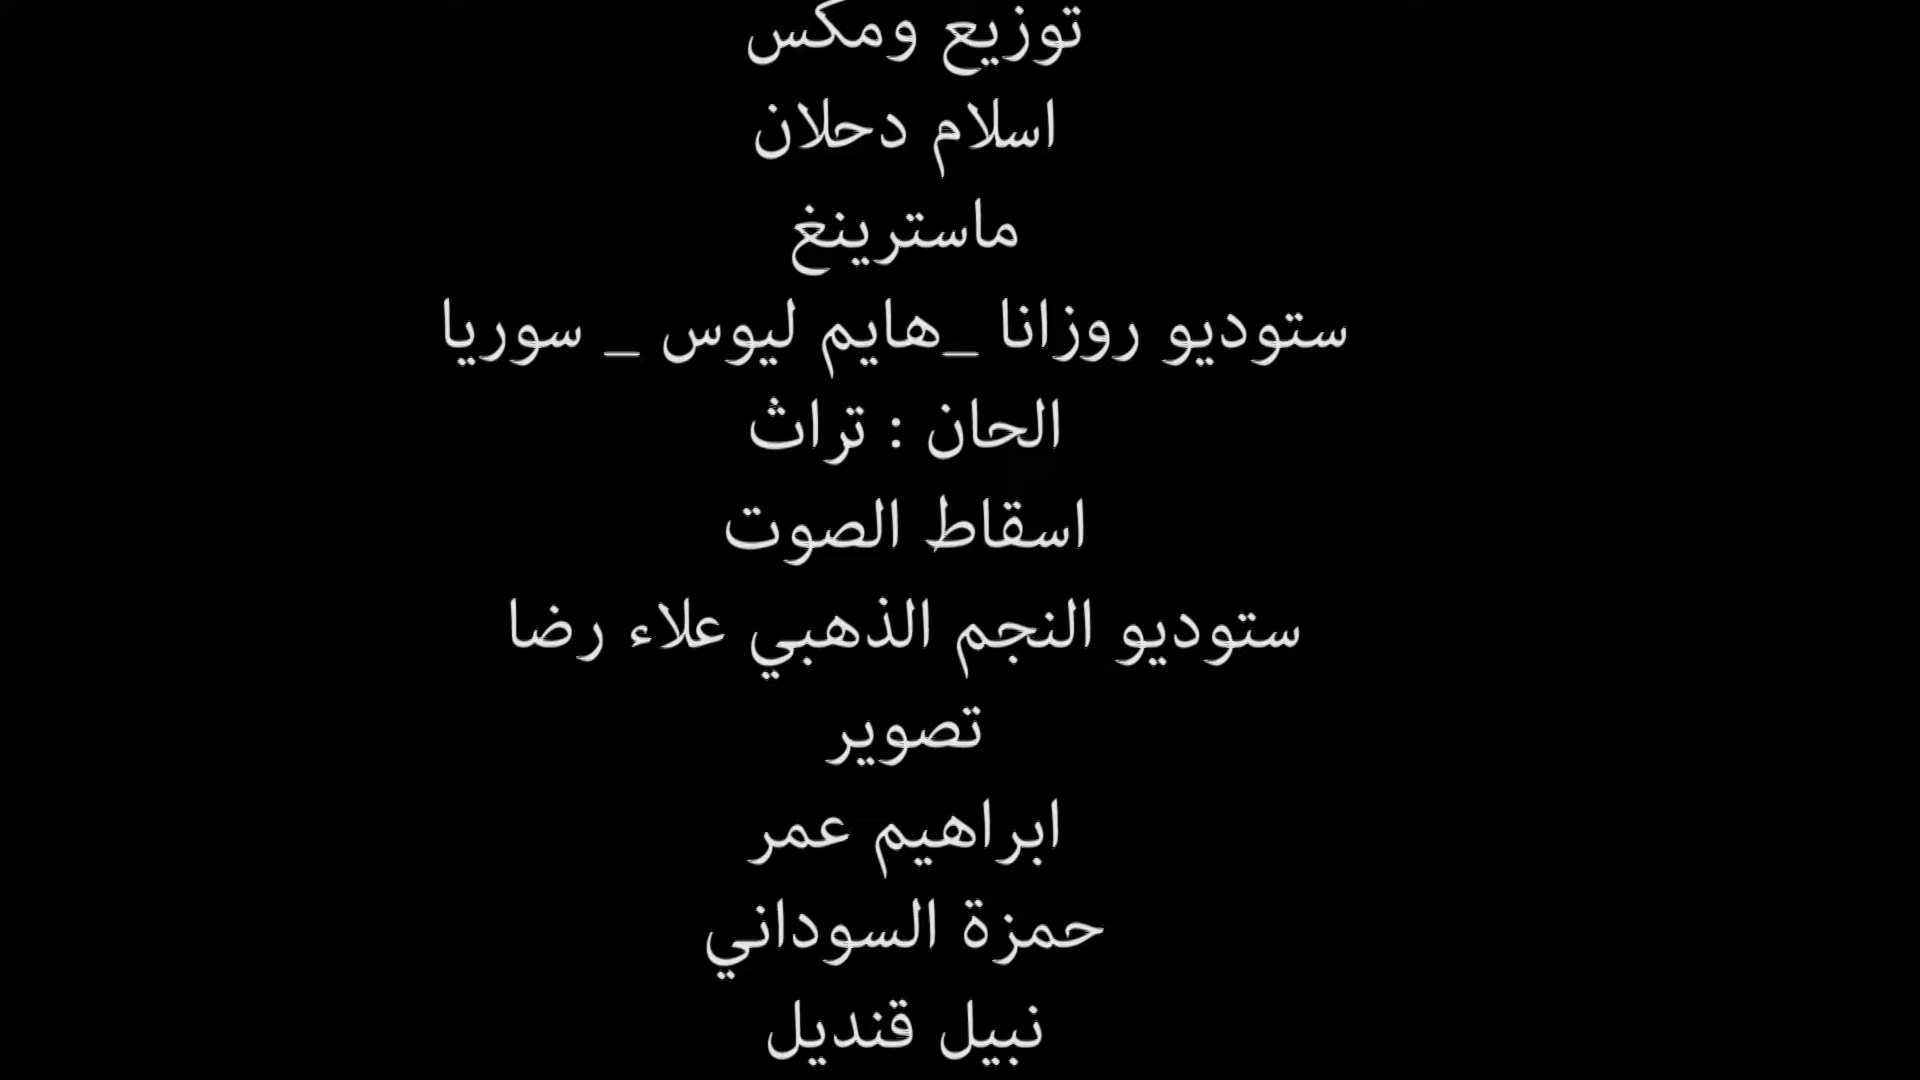 توزيع ومكس
اسلام دحلان
ماسترينغ
ستوديو روزانا _هايم ليوس _ سوريا
الحان : تراث
اسقاط الصوت
ستوديو النجم الذهبي علاء رضا
تصوير
ابراهيم عمر
حمزة السوداني
نبيل قنديل